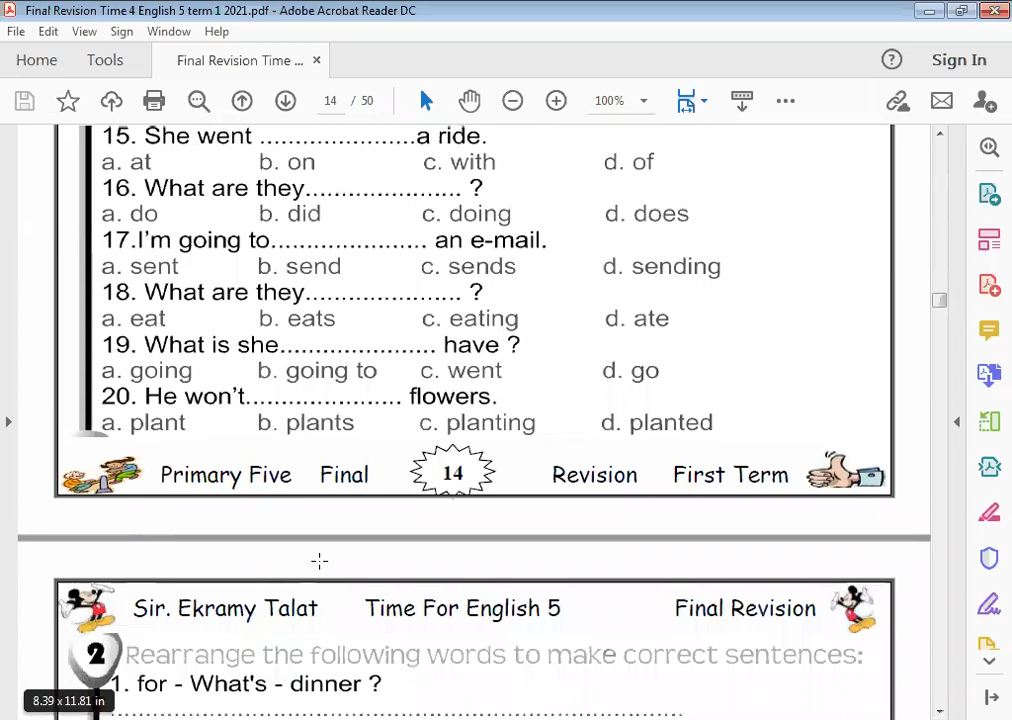 Final Revision Time 4 English 5 term 1 2021.pdf - Adobe Acrobat Reader DC
File Edit View Sign Window Help
Home Tools Final Revision Time ... × Sign In
14 / 50 100%
15. She went ......................a ride.
a. at b. on c. with d. of
16. What are they...................... ?
a. do b. did c. doing d. does
17.I'm going to...................... an e-mail.
a. sent b. send c. sends d. sending
18. What are they...................... ?
a. eat b. eats c. eating d. ate
19. What is she...................... have ?
a. going b. going to c. went d. go
20. He won't...................... flowers.
a. plant b. plants c. planting d. planted
Primary Five Final 14 Revision First Term
Sir. Ekramy Talat Time For English 5 Final Revision
2 Rearrange the following words to make correct sentences:
1. for - What's - dinner ?
................................................................................
8.39 x 11.81 in